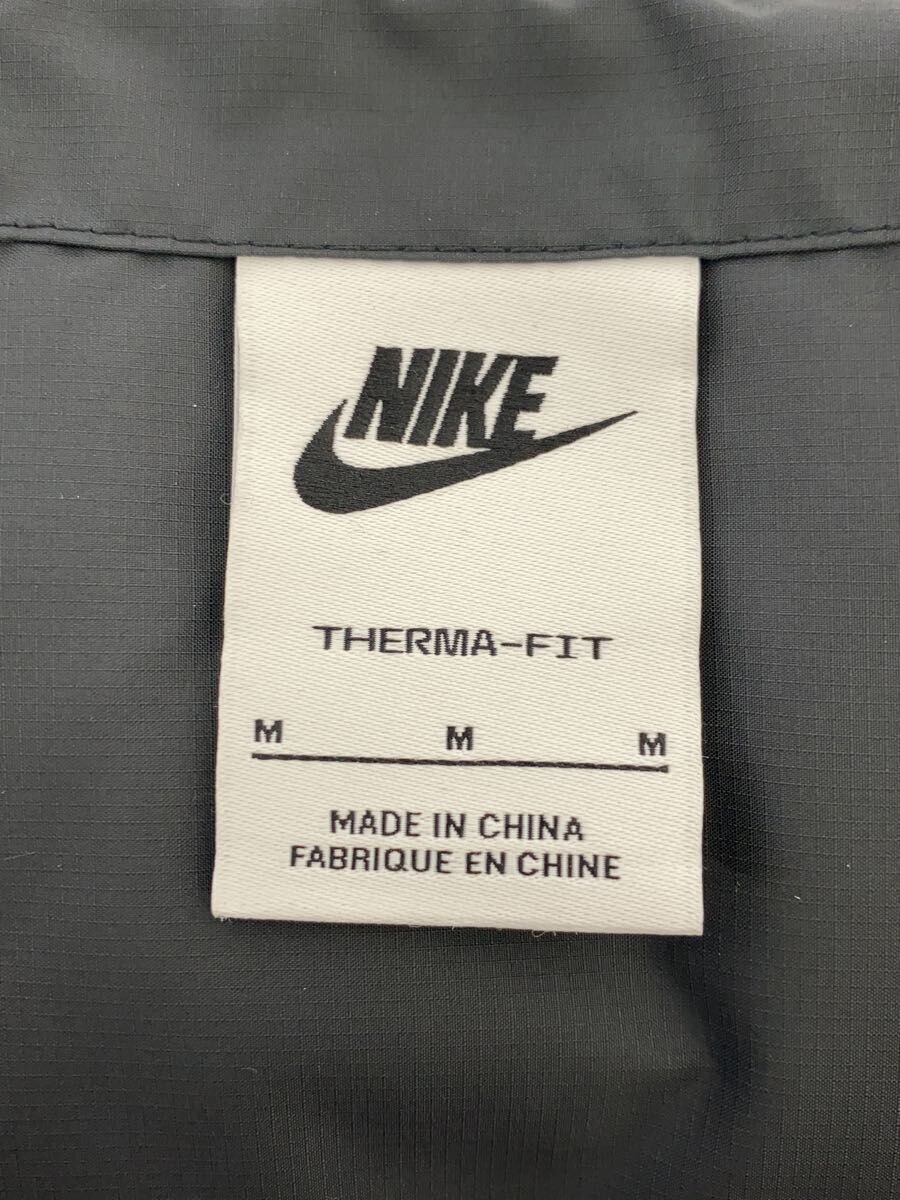 NIKE
THERMA-FIT
M M M
MADE IN CHINA
FABRIQUE EN CHINE